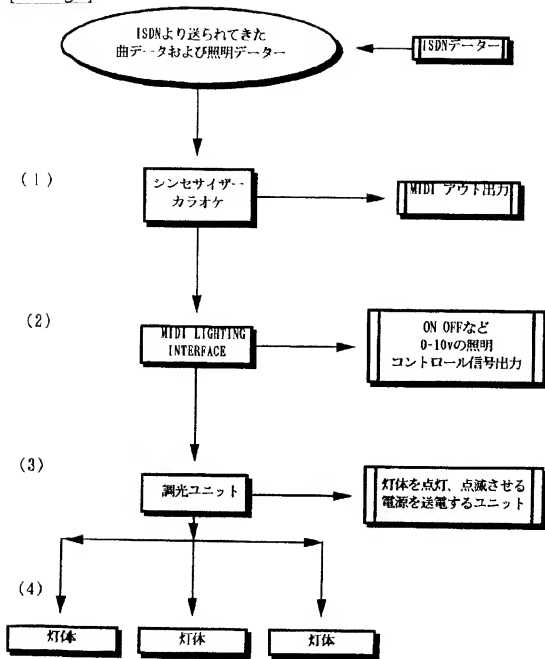 ISDNより送られてきた
曲データおよび照明データー
ISDNデーター
(1)
シンセサイザー
カラオケ
MIDI アウト出力
(2)
MIDI LIGHTING
INTERFACE
ON OFFなど
0-10vの照明
コントロール信号出力
(3)
調光ユニット
灯体を点灯、点滅させる
電源を送電するユニット
(4)
灯体
灯体
灯体